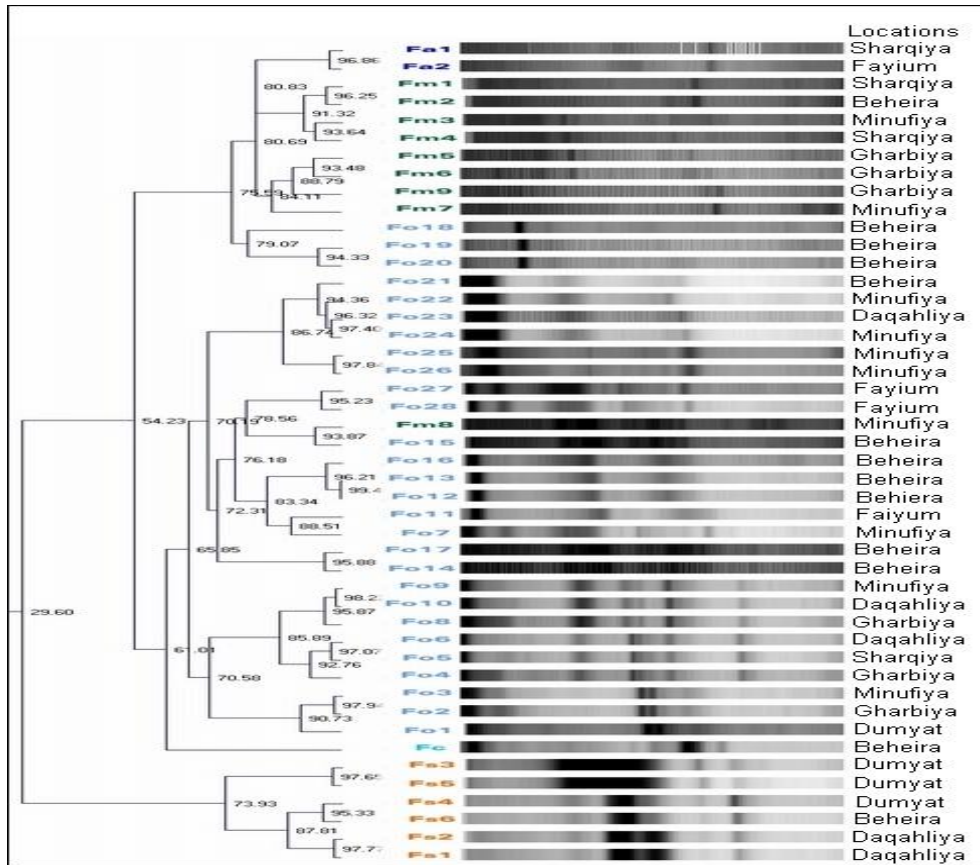 Locations
Fa1 Sharqiya
96.86 Fa2 Fayium
80.83 Fm1 Sharqiya
96.25 Fm2 Beheira
91.32 Fm3 Minufiya
93.64 Fm4 Sharqiya
80.69 Fm5 Gharbiya
93.48 Fm6 Gharbiya
88.79 Fm9 Gharbiya
84.11 Fm7 Minufiya
Fo18 Beheira
79.07 Fo19 Beheira
94.33 Fo20 Beheira
Fo21 Beheira
94.36 Fo22 Minufiya
96.32 Fo23 Daqahliya
86.74 97.40 Fo24 Minufiya
Fo25 Minufiya
97.84 Fo26 Minufiya
Fo27 Fayium
95.23 Fo28 Fayium
54.23 70.19 78.56 Fm8 Minufiya
93.87 Fo15 Beheira
76.18 Fo16 Beheira
96.21 Fo13 Beheira
99.4 Fo12 Behiera
83.34 Fo11 Faiyum
72.31 88.51 Fo7 Minufiya
65.85 Fo17 Beheira
95.88 Fo14 Beheira
Fo9 Minufiya
29.60 98.2 Fo10 Daqahliya
95.87 Fo8 Gharbiya
85.89 Fo6 Daqahliya
61.01 97.07 Fo5 Sharqiya
70.58 92.76 Fo4 Gharbiya
Fo3 Minufiya
97.94 Fo2 Gharbiya
90.73 Fo1 Dumyat
Fc Beheira
Fs3 Dumyat
97.65 Fs5 Dumyat
73.93 Fs4 Dumyat
95.33 Fs6 Beheira
87.81 Fs2 Daqahliya
97.77 Fs1 Daqahliya